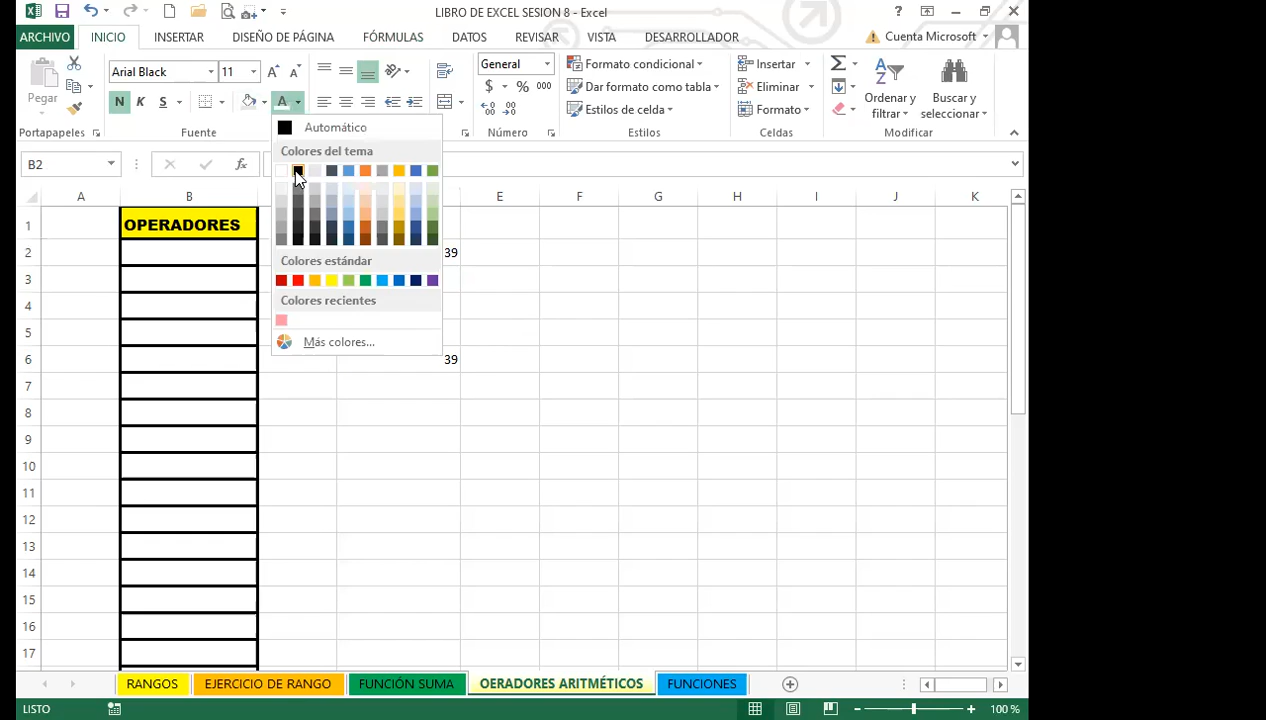 LIBRO DE EXCEL SESION 8 - Excel
?
ARCHIVO INICIO INSERTAR DISEÑO DE PÁGINA FÓRMULAS DATOS REVISAR VISTA DESARROLLADOR Cuenta Microsoft
Pegar
Portapapeles
Arial Black 11 A A
N K S A
Fuente
General
$ % 000
Número
Formato condicional
Dar formato como tabla
Estilos de celda
Estilos
Insertar
Eliminar
Formato
Celdas
Σ
Ordenar y
filtrar
Buscar y
seleccionar
Modificar
Automático
Colores del tema
Colores estándar
Colores recientes
Más colores...
B2 fx
A B E F G H I J K
1 OPERADORES
2 39
3
4
5
6 39
7
8
9
10
11
12
13
14
15
16
17
RANGOS EJERCICIO DE RANGO FUNCIÓN SUMA OERADORES ARITMÉTICOS FUNCIONES
LISTO 100 %